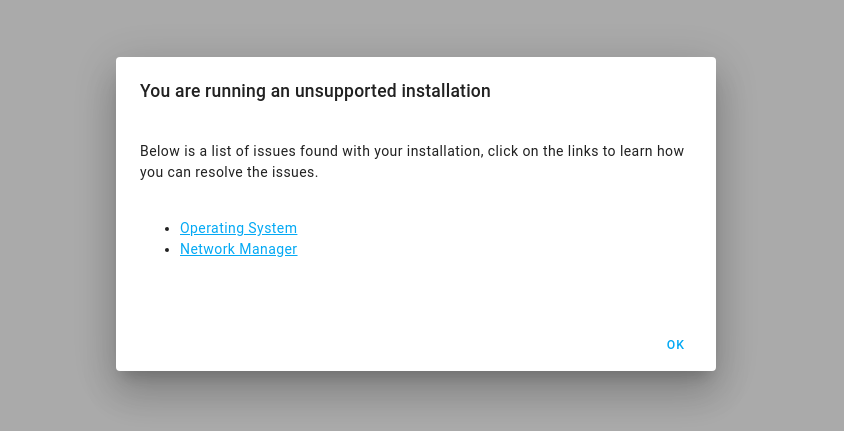 You are running an unsupported installation
Below is a list of issues found with your installation, click on the links to learn how
you can resolve the issues.
• Operating System
• Network Manager
OK